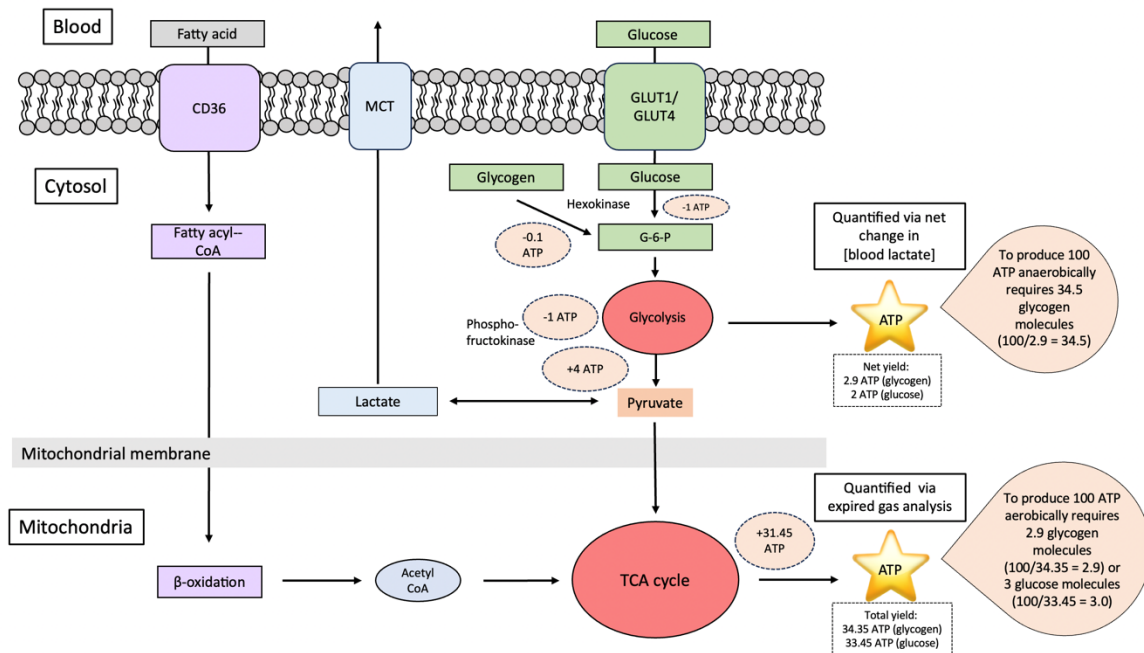 Blood
Fatty acid
Glucose
CD36
MCT
GLUT1/
GLUT4
Cytosol
Glycogen
Glucose
Hexokinase
-1 ATP
-0.1
ATP
G-6-P
Fatty acyl--
CoA
Quantified via net
change in
[blood lactate]
To produce 100
ATP anaerobically
requires 34.5
glycogen
molecules
(100/2.9 = 34.5)
Phospho-
fructokinase
-1 ATP
Glycolysis
ATP
+4 ATP
Net yield:
2.9 ATP (glycogen)
2 ATP (glucose)
Lactate
Pyruvate
Mitochondrial membrane
Mitochondria
Quantified via
expired gas analysis
To produce 100 ATP
aerobically requires
2.9 glycogen
molecules
(100/34.35 = 2.9) or
3 glucose molecules
(100/33.45 = 3.0)
+31.45
ATP
β-oxidation
Acetyl
CoA
TCA cycle
ATP
Total yield:
34.35 ATP (glycogen)
33.45 ATP (glucose)